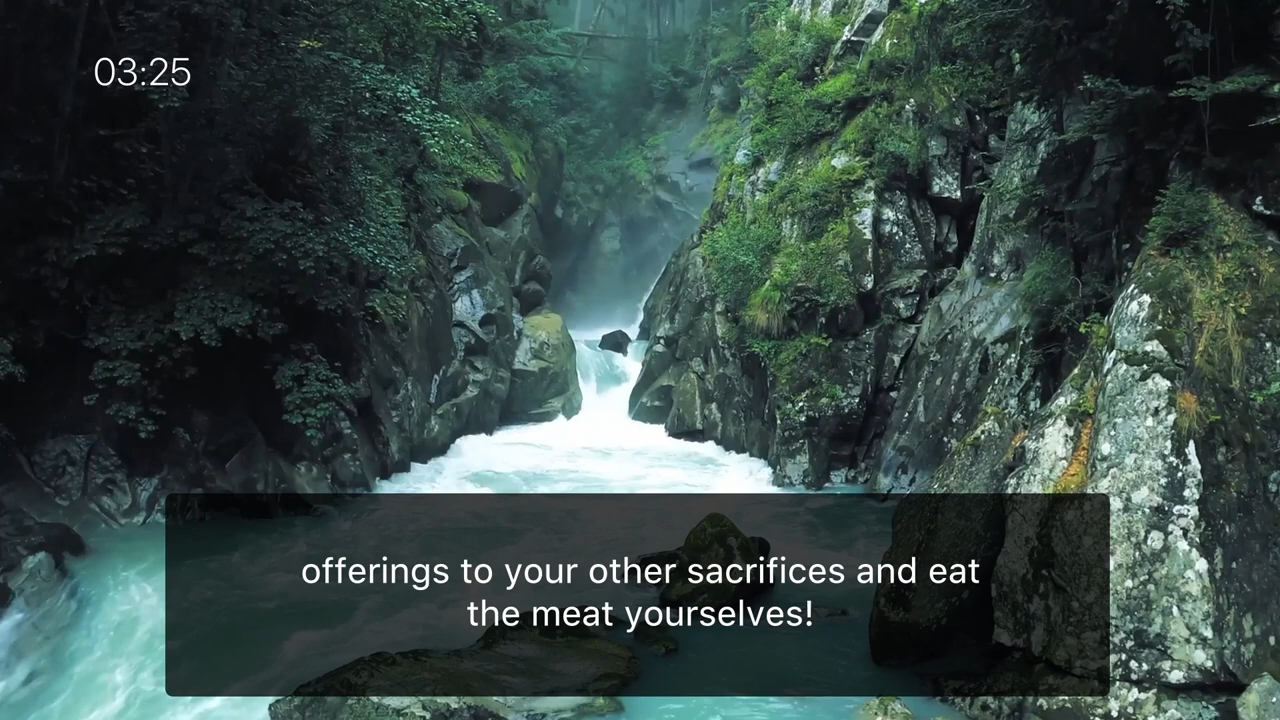 03:25
offerings to your other sacrifices and eat
the meat yourselves!